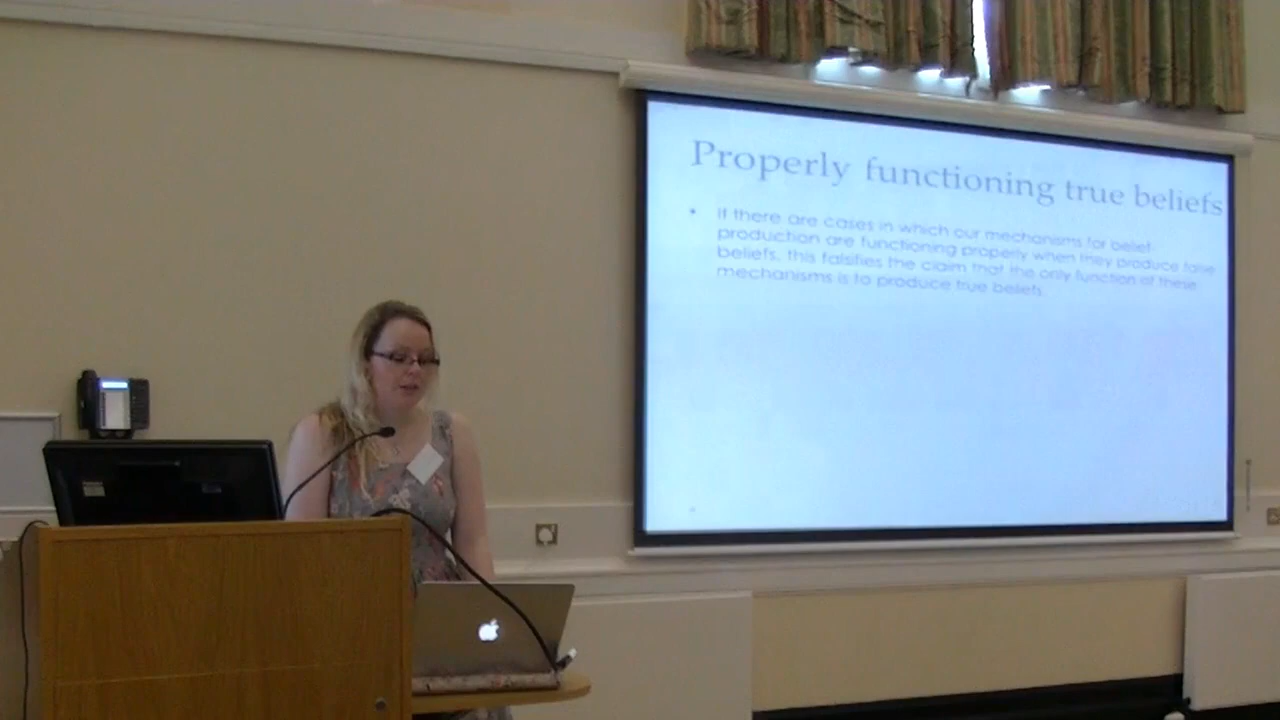 Properly functioning true beliefs
• If there are cases in which our mechanisms for belief-
production are functioning properly when they produce false
beliefs, this falsifies the claim that the only function of these
mechanisms is to produce true beliefs.